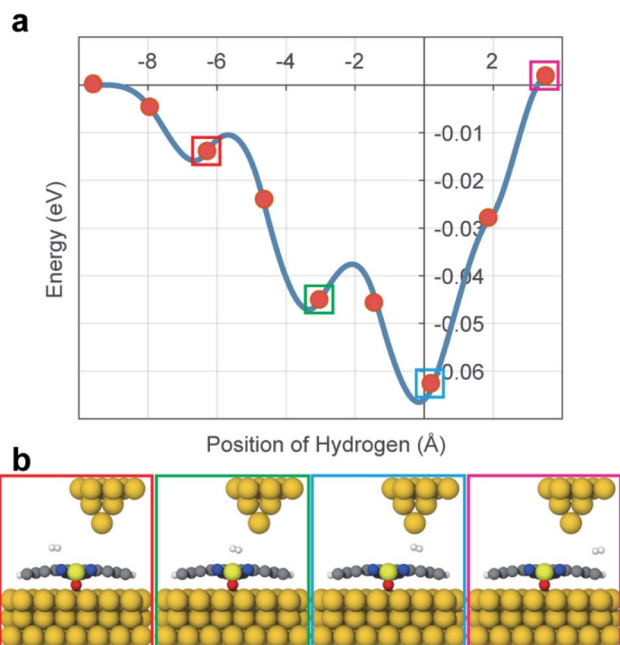 a
-8 -6 -4 -2 2
-0.01
-0.02
-0.03
-0.04
-0.05
0.06
Energy (eV)
Position of Hydrogen (Å)
b